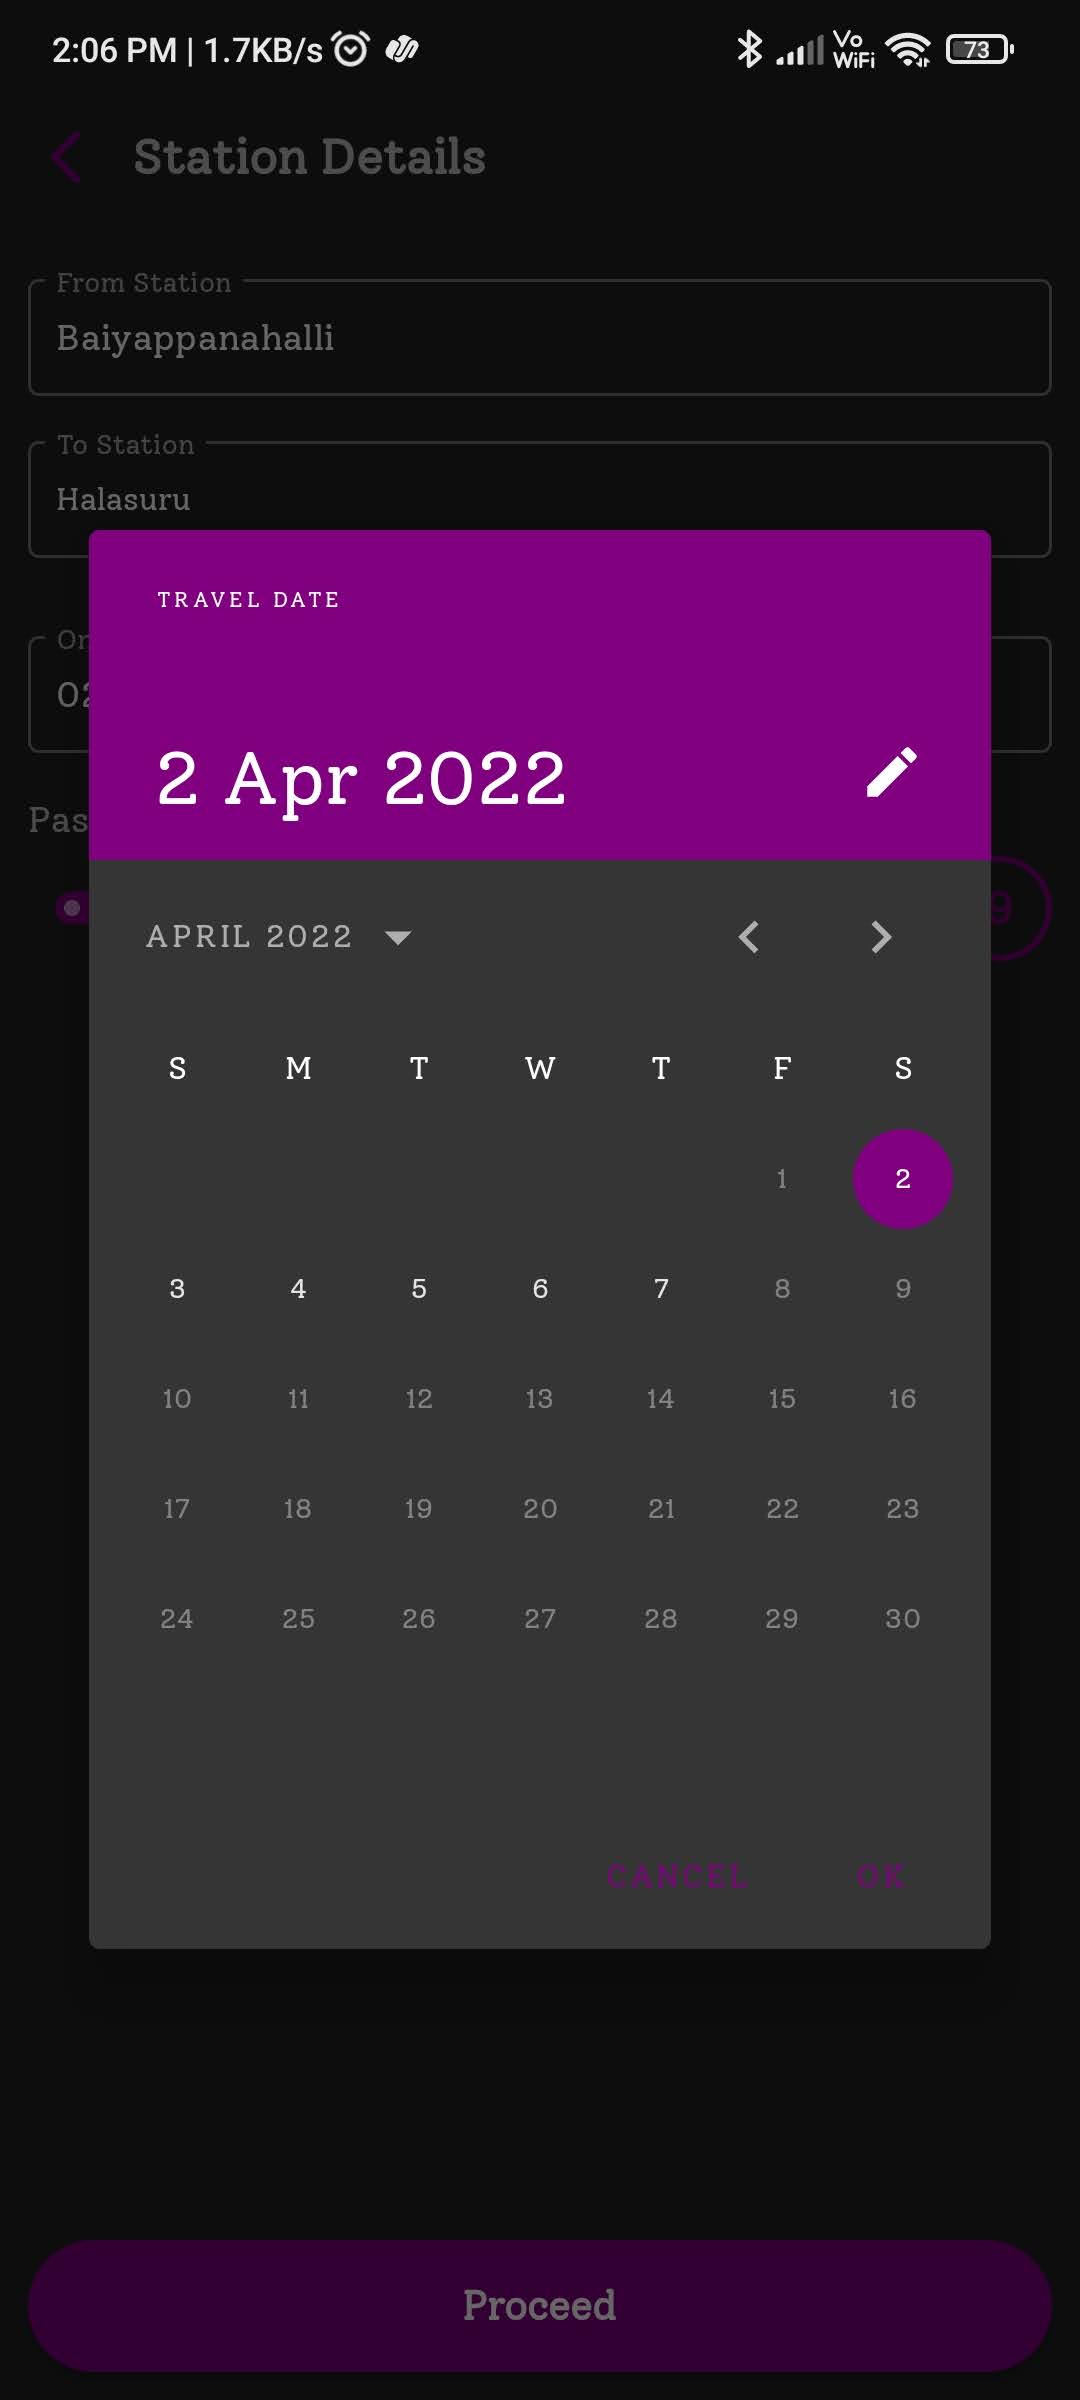 2:06 PM | 1.7KB/s Vo WiFi 73
Station Details
From Station
Baiyappanahalli
To Station
Halasuru
TRAVEL DATE
2 Apr 2022
APRIL 2022
S M T W T F S
1 2
3 4 5 6 7 8 9
10 11 12 13 14 15 16
17 18 19 20 21 22 23
24 25 26 27 28 29 30
CANCEL OK
Proceed